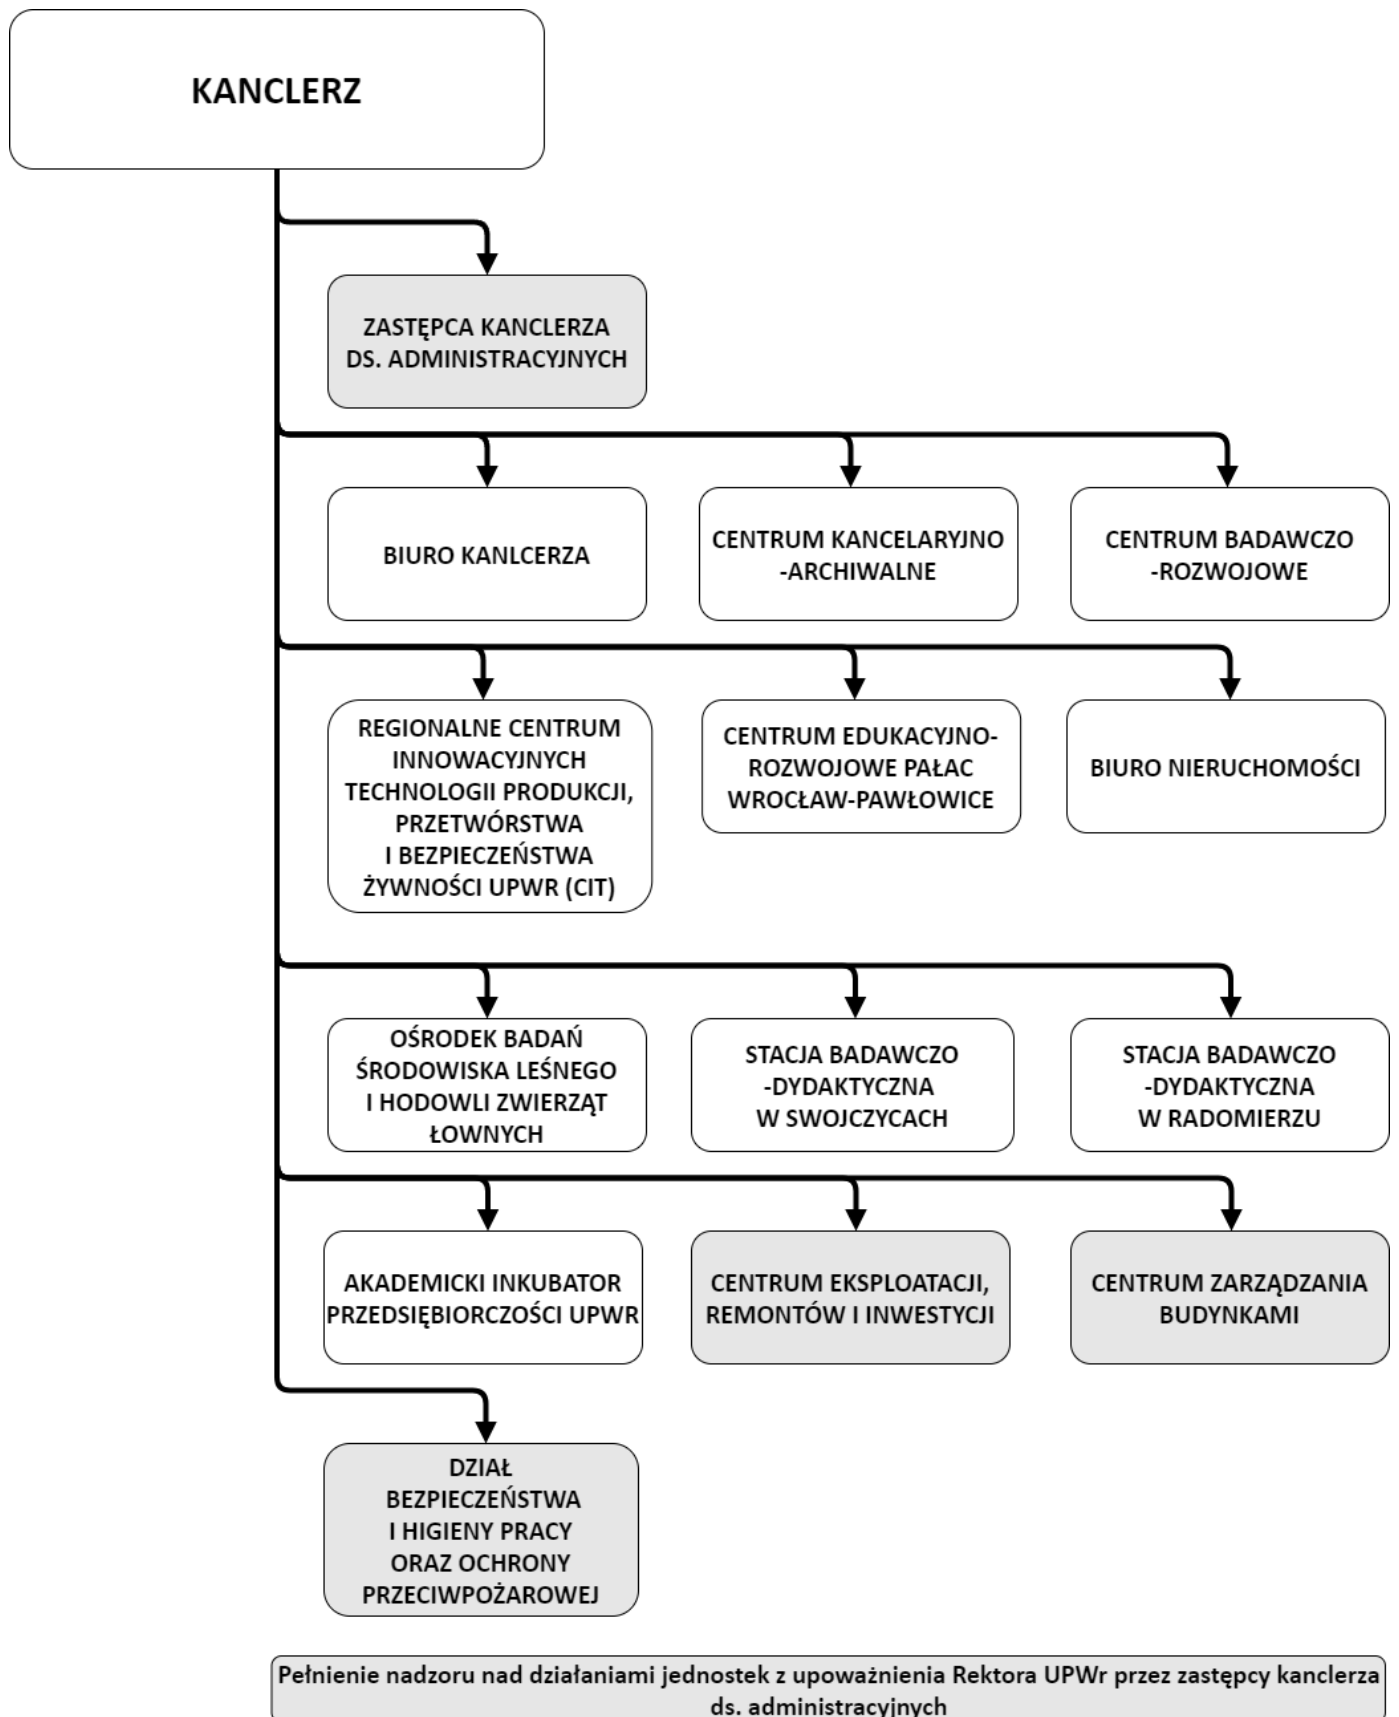 KANCLERZ
ZASTĘPCA KANCLERZA
DS. ADMINISTRACYJNYCH
BIURO KANLCERZA
CENTRUM KANCELARYJNO
-ARCHIWALNE
CENTRUM BADAWCZO
-ROZWOJOWE
REGIONALNE CENTRUM
INNOWACYJNYCH
TECHNOLOGII PRODUKCJI,
PRZETWÓRSTWA
I BEZPIECZEŃSTWA
ŻYWNOŚCI UPWR (CIT)
CENTRUM EDUKACYJNO-
ROZWOJOWE PAŁAC
WROCŁAW-PAWŁOWICE
BIURO NIERUCHOMOŚCI
OŚRODEK BADAŃ
ŚRODOWISKA LEŚNEGO
I HODOWLI ZWIERZĄT
ŁOWNYCH
STACJA BADAWCZO
-DYDAKTYCZNA
W SWOJCZYCACH
STACJA BADAWCZO
-DYDAKTYCZNA
W RADOMIERZU
AKADEMICKI INKUBATOR
PRZEDSIĘBIORCZOŚCI UPWR
CENTRUM EKSPLOATACJI,
REMONTÓW I INWESTYCJI
CENTRUM ZARZĄDZANIA
BUDYNKAMI
DZIAŁ
BEZPIECZEŃSTWA
I HIGIENY PRACY
ORAZ OCHRONY
PRZECIWPOŻAROWEJ
Pełnienie nadzoru nad działaniami jednostek z upoważnienia Rektora UPWr przez zastępcy kanclerza
ds. administracyjnych